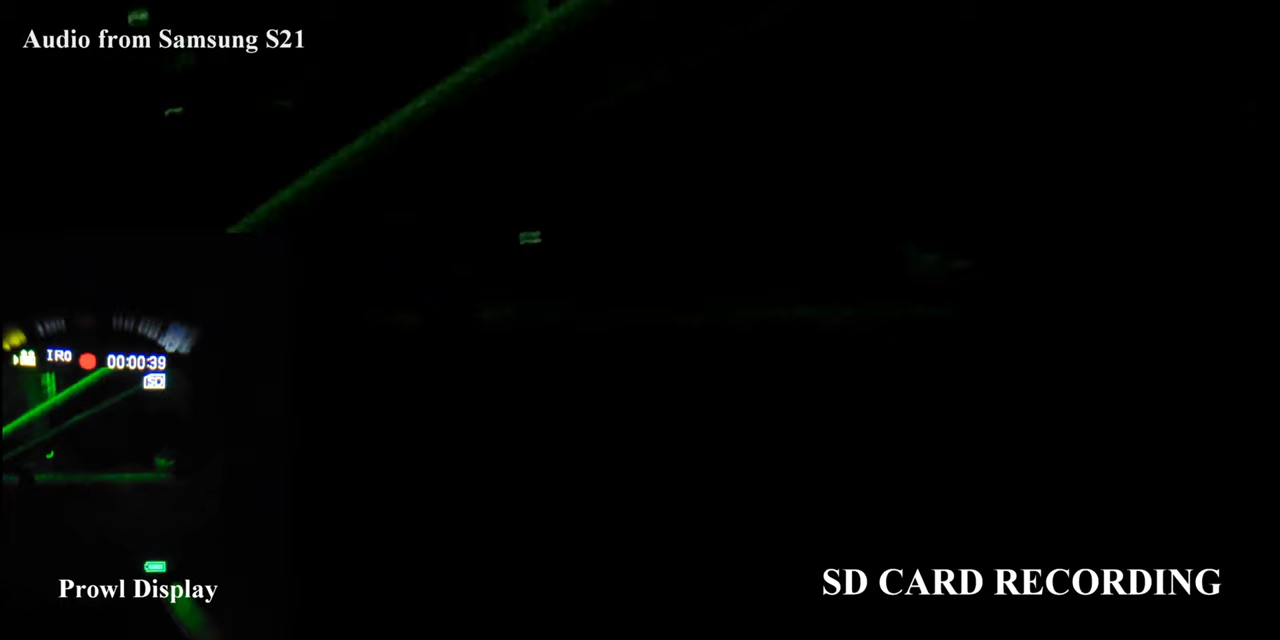 Audio from Samsung S21
IR0
00:00:39
SD
Prowl Display
SD CARD RECORDING